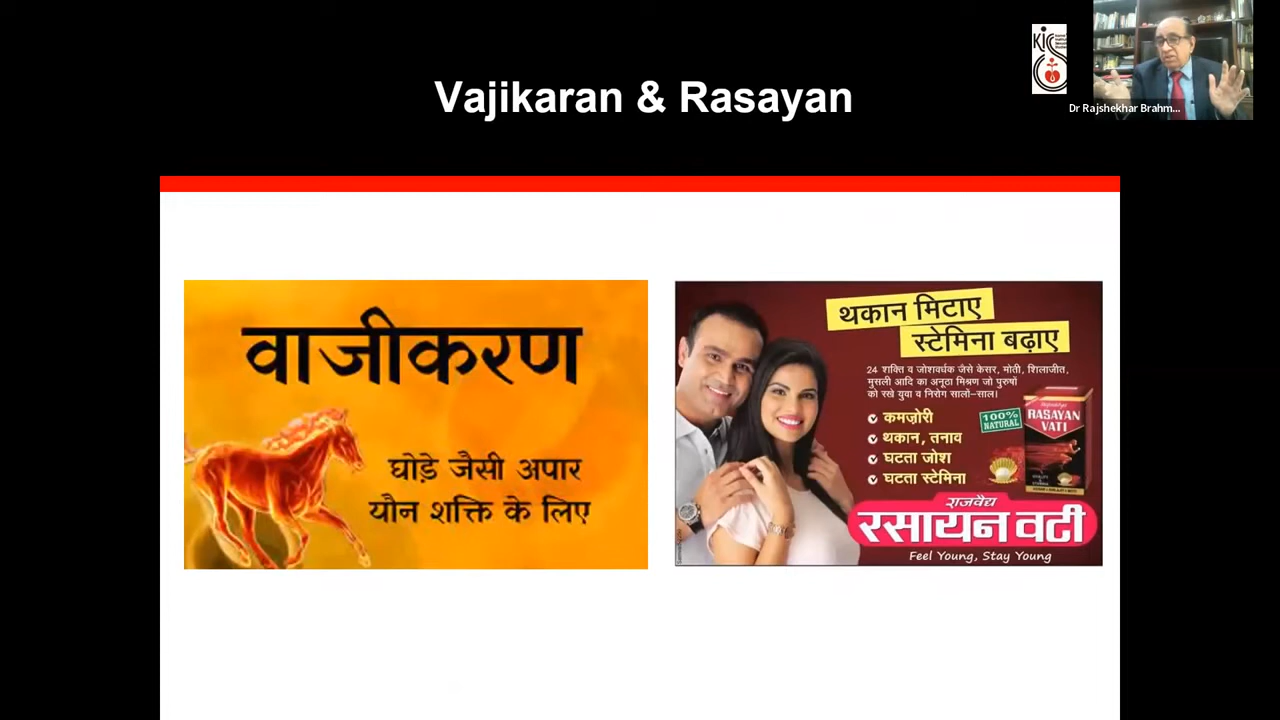 Vajikaran & Rasayan
KISS
Dr Rajshekhar Brahm...
वाजीकरण
घोड़े जैसी अपार
यौन शक्ति के लिए
थकान मिटाए
स्टेमिना बढ़ाए
24 शक्ति व जोशवर्धक जैसे केसर, मोती, शिलाजीत,
मुसली आदि का अनूठा मिश्रण जो पुरुषों
को रखे युवा व निरोग सालों-साल।
कमज़ोरी
थकान, तनाव
घटता जोश
घटता स्टेमिना
100%
NATURAL
RASAYAN
VATI
राजवैद्य
रसायन वटी
Feel Young, Stay Young